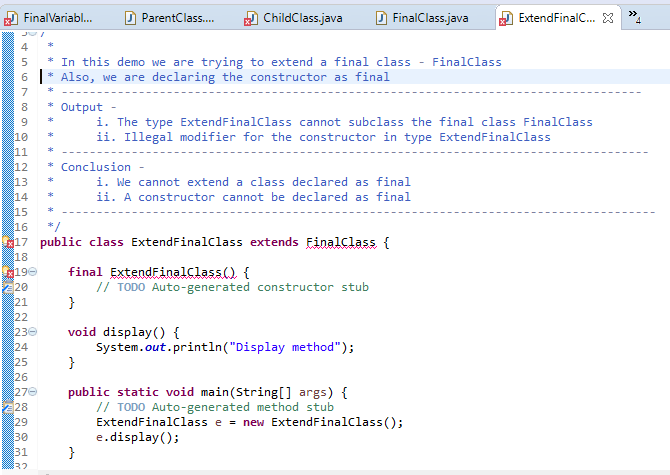 FinalVariabl... ParentClass.... ChildClass.java FinalClass.java ExtendFinalC... »4
3 /
4 *
5 * In this demo we are trying to extend a final class - FinalClass
6 * Also, we are declaring the constructor as final
7 * -----------------------------------------------------------------------------------
8 * Output -
9 * i. The type ExtendFinalClass cannot subclass the final class FinalClass
10 * ii. Illegal modifier for the constructor in type ExtendFinalClass
11 * ------------------------------------------------------------------------------------
12 * Conclusion -
13 * i. We cannot extend a class declared as final
14 * ii. A constructor cannot be declared as final
15 * -------------------------------------------------------------------------------------
16 */
17 public class ExtendFinalClass extends FinalClass {
18
19 final ExtendFinalClass() {
20 // TODO Auto-generated constructor stub
21 }
22
23 void display() {
24 System.out.println("Display method");
25 }
26
27 public static void main(String[] args) {
28 // TODO Auto-generated method stub
29 ExtendFinalClass e = new ExtendFinalClass();
30 e.display();
31 }
32